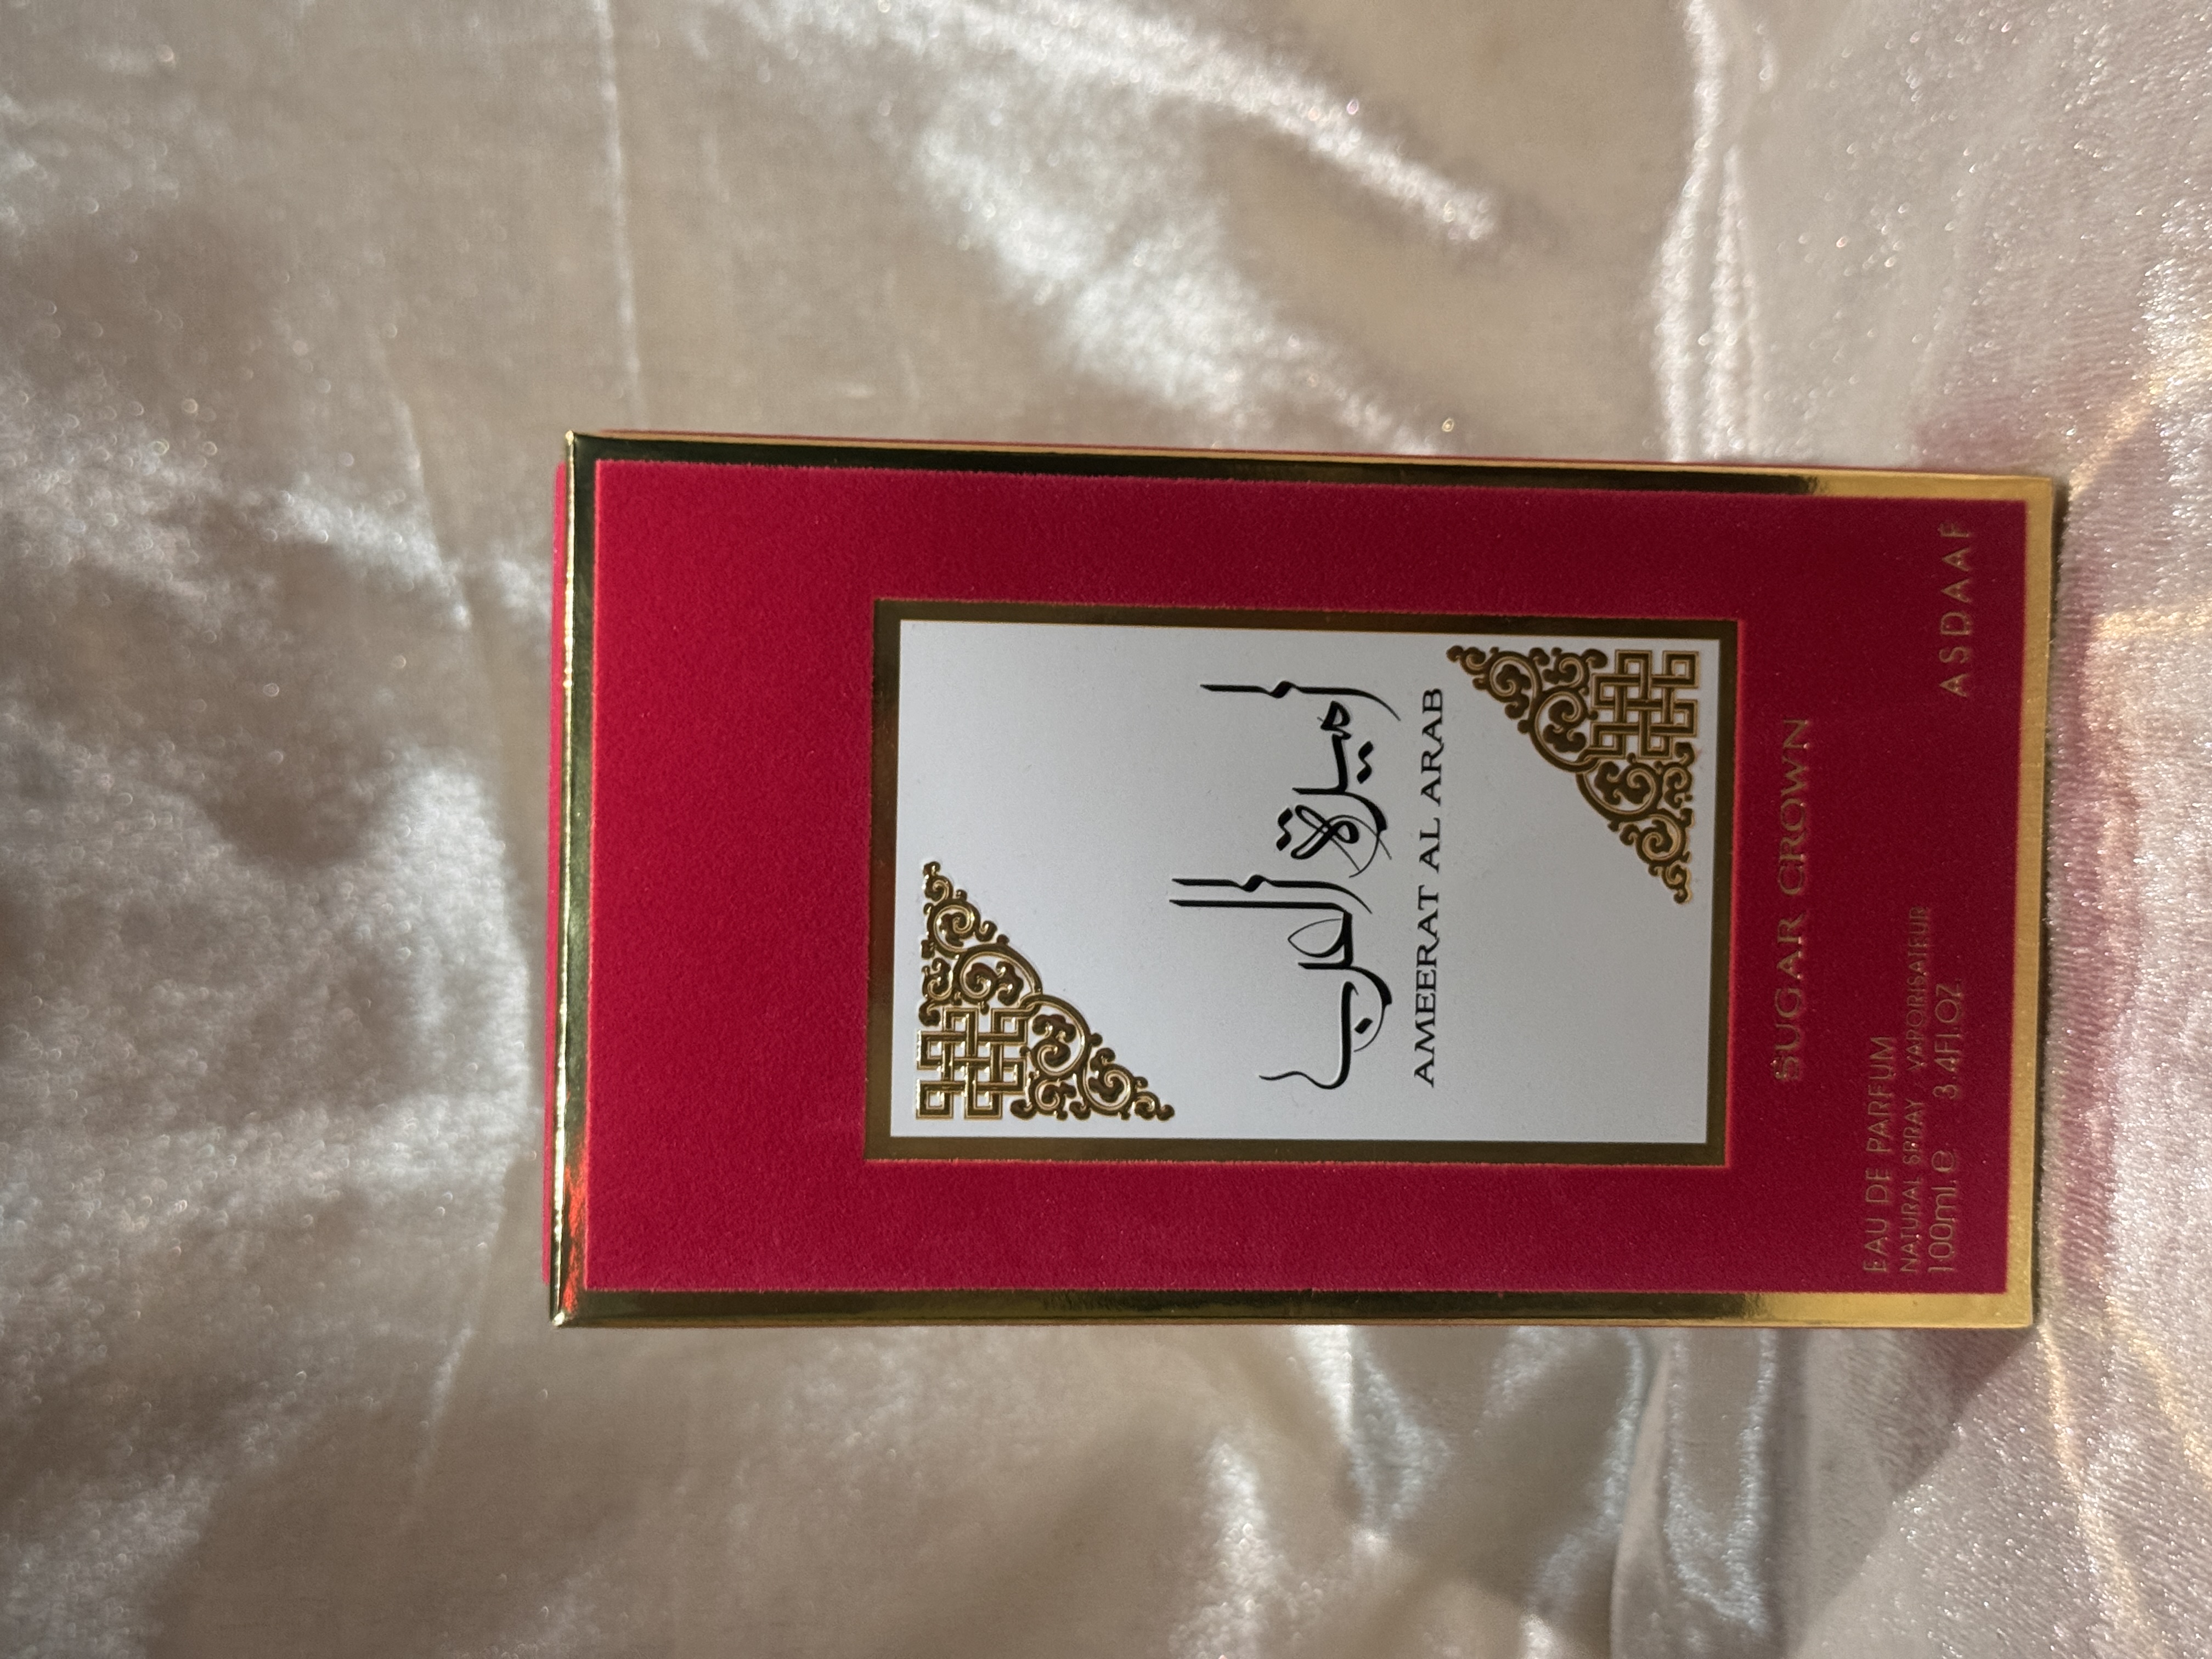 أميرة العرب
AMEERAT AL ARAB
SUGAR CROWN
EAU DE PARFUM
NATURAL SPRAY VAPORISATEUR
100ml.e 3.4Fl.OZ
ASDAAF